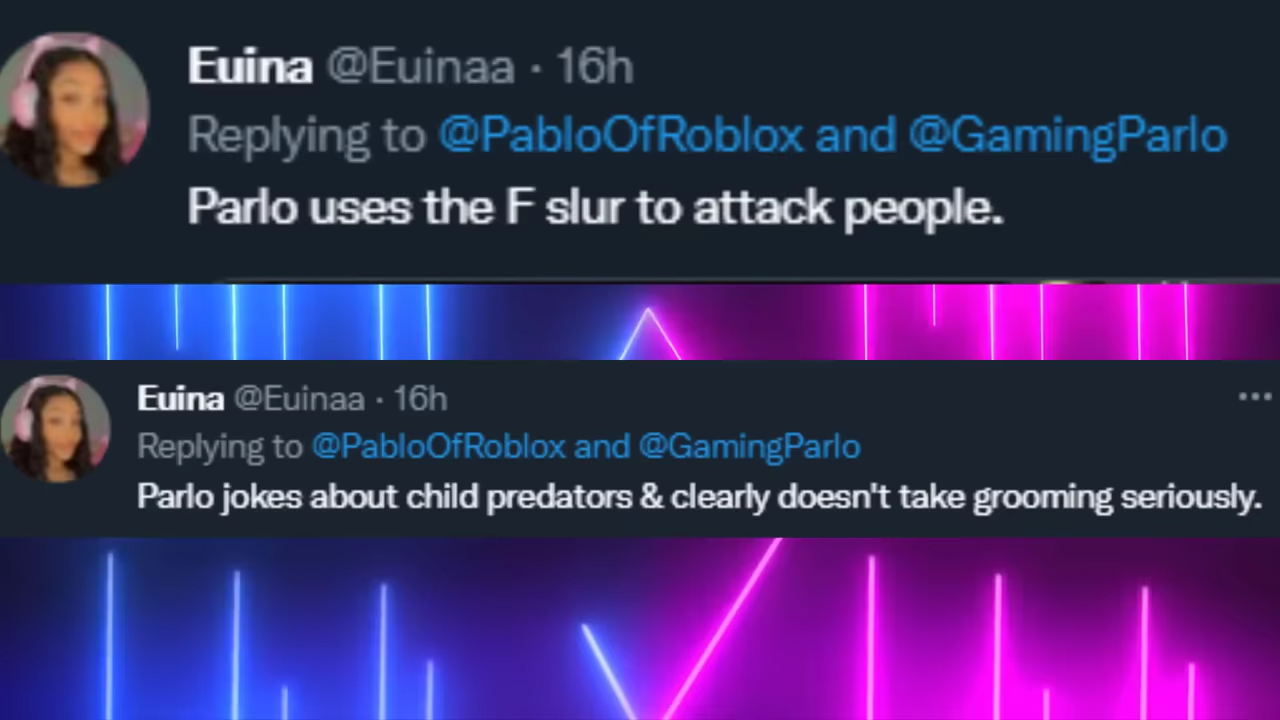 Euina @Euinaa · 16h
Replying to @PabloOfRoblox and @GamingParlo
Parlo uses the F slur to attack people.
Euina @Euinaa · 16h
Replying to @PabloOfRoblox and @GamingParlo
Parlo jokes about child predators & clearly doesn't take grooming seriously.